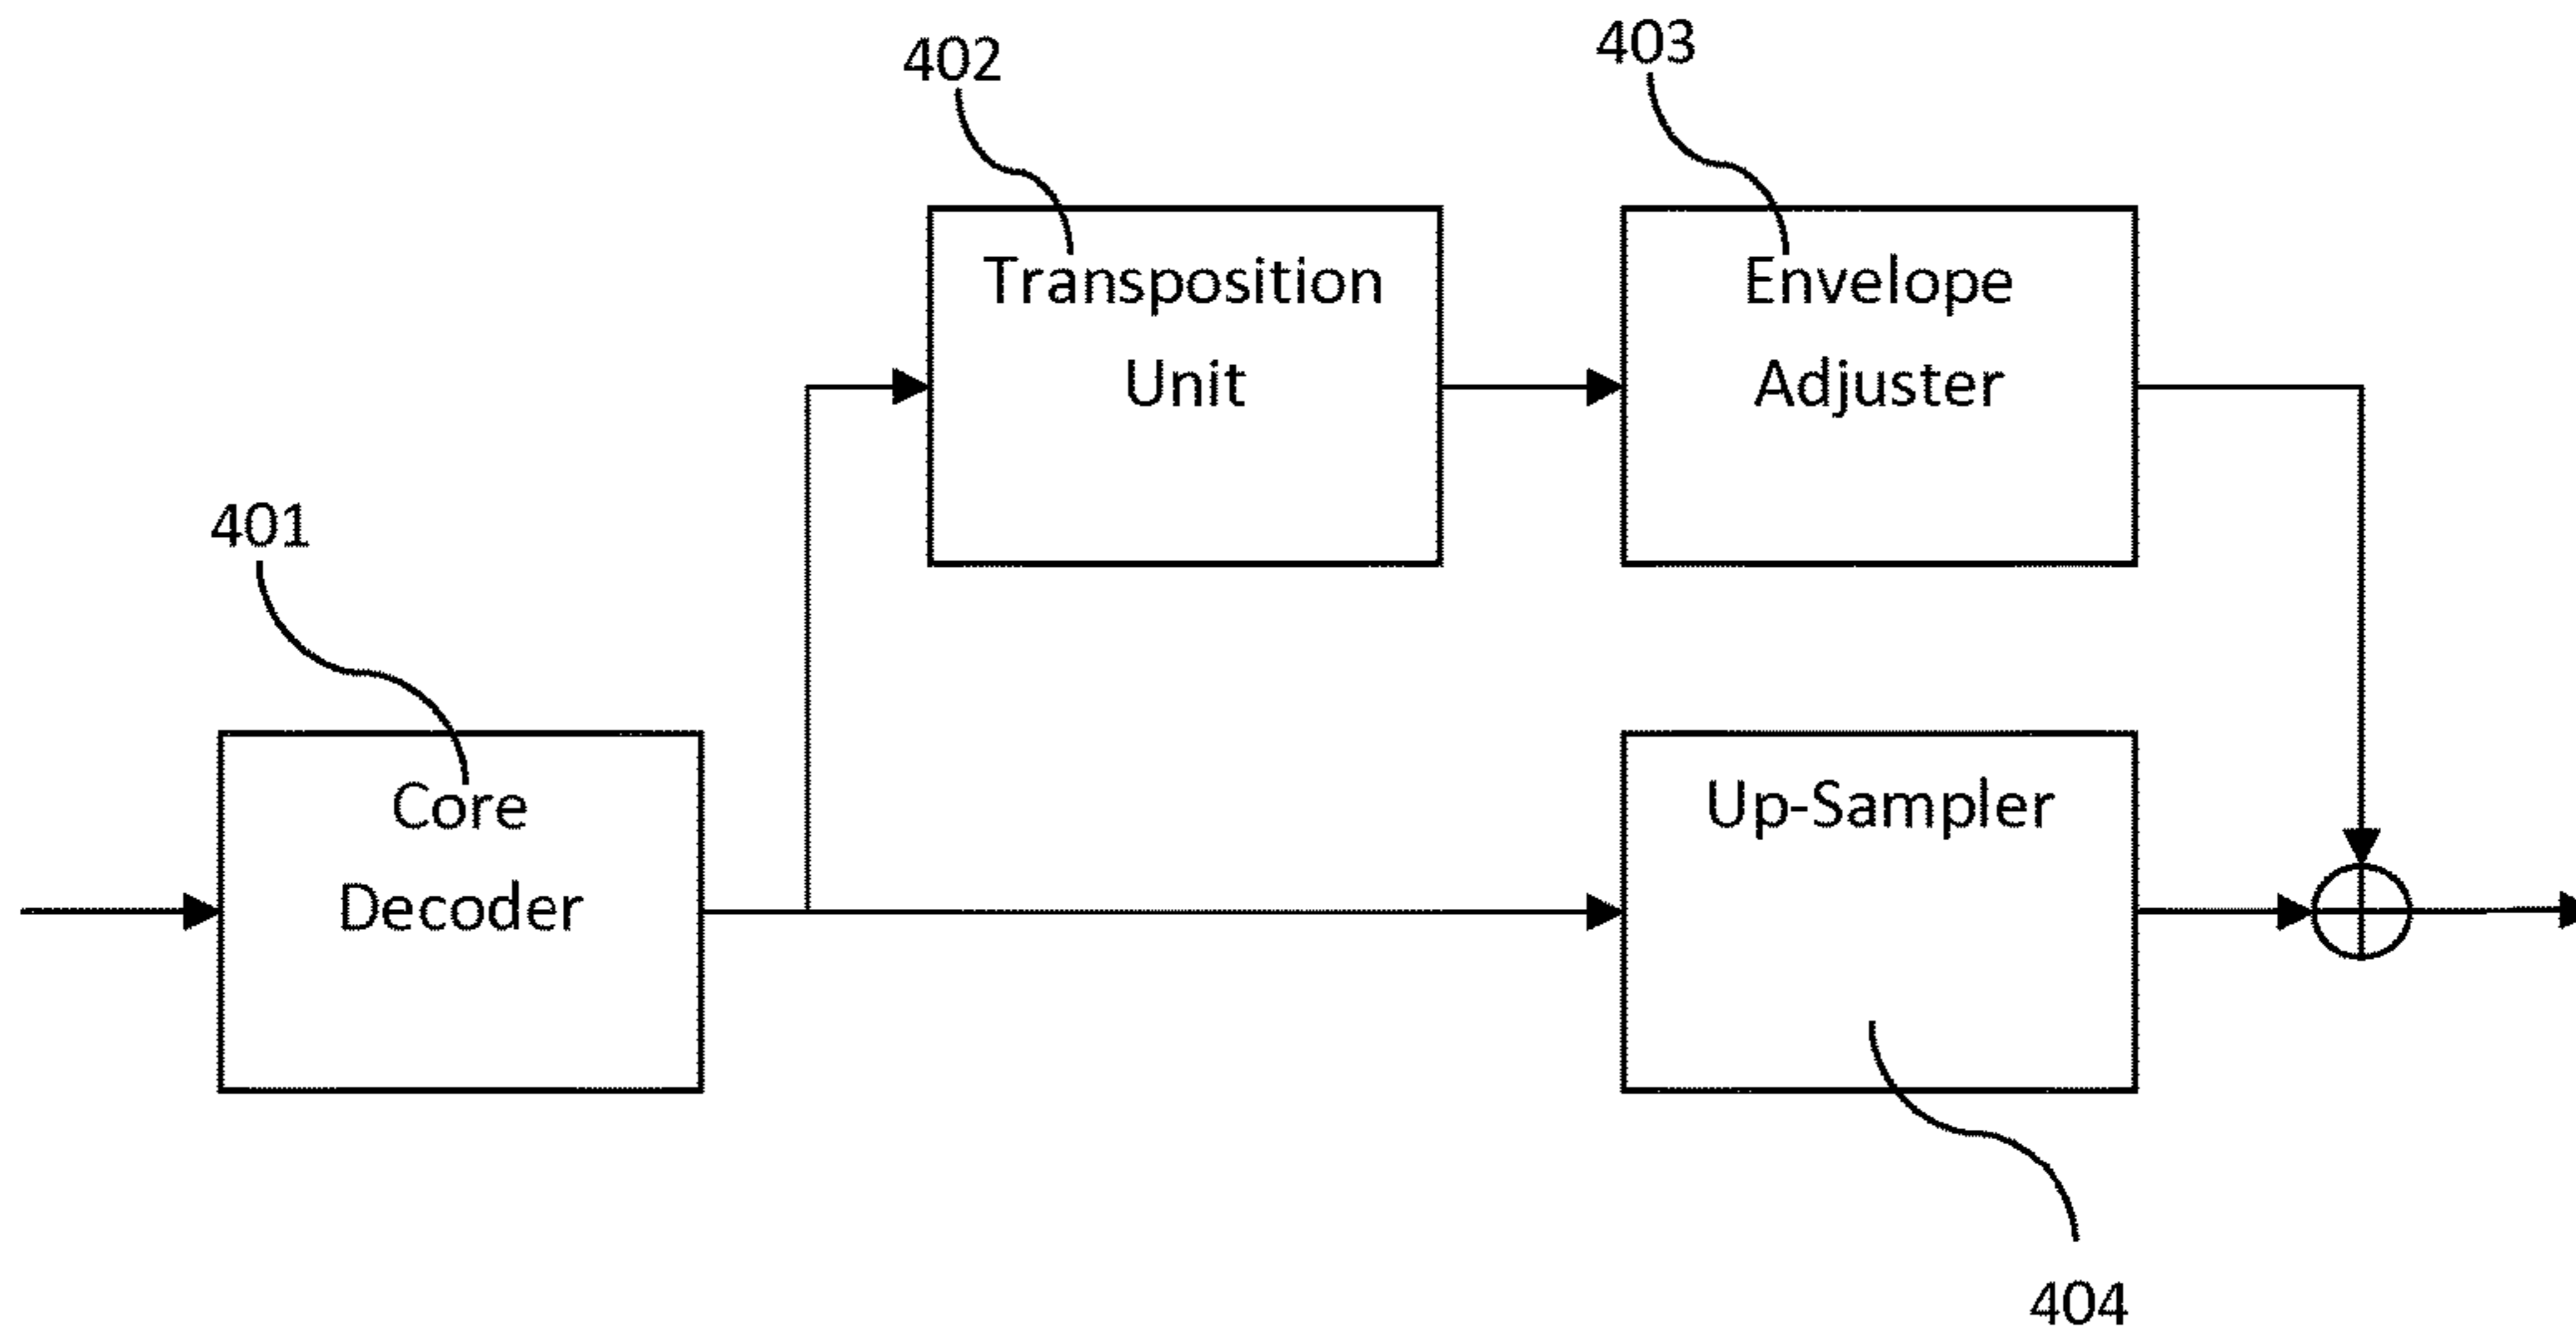 402
403
Transposition
Unit
Envelope
Adjuster
401
Core
Decoder
Up-Sampler
404